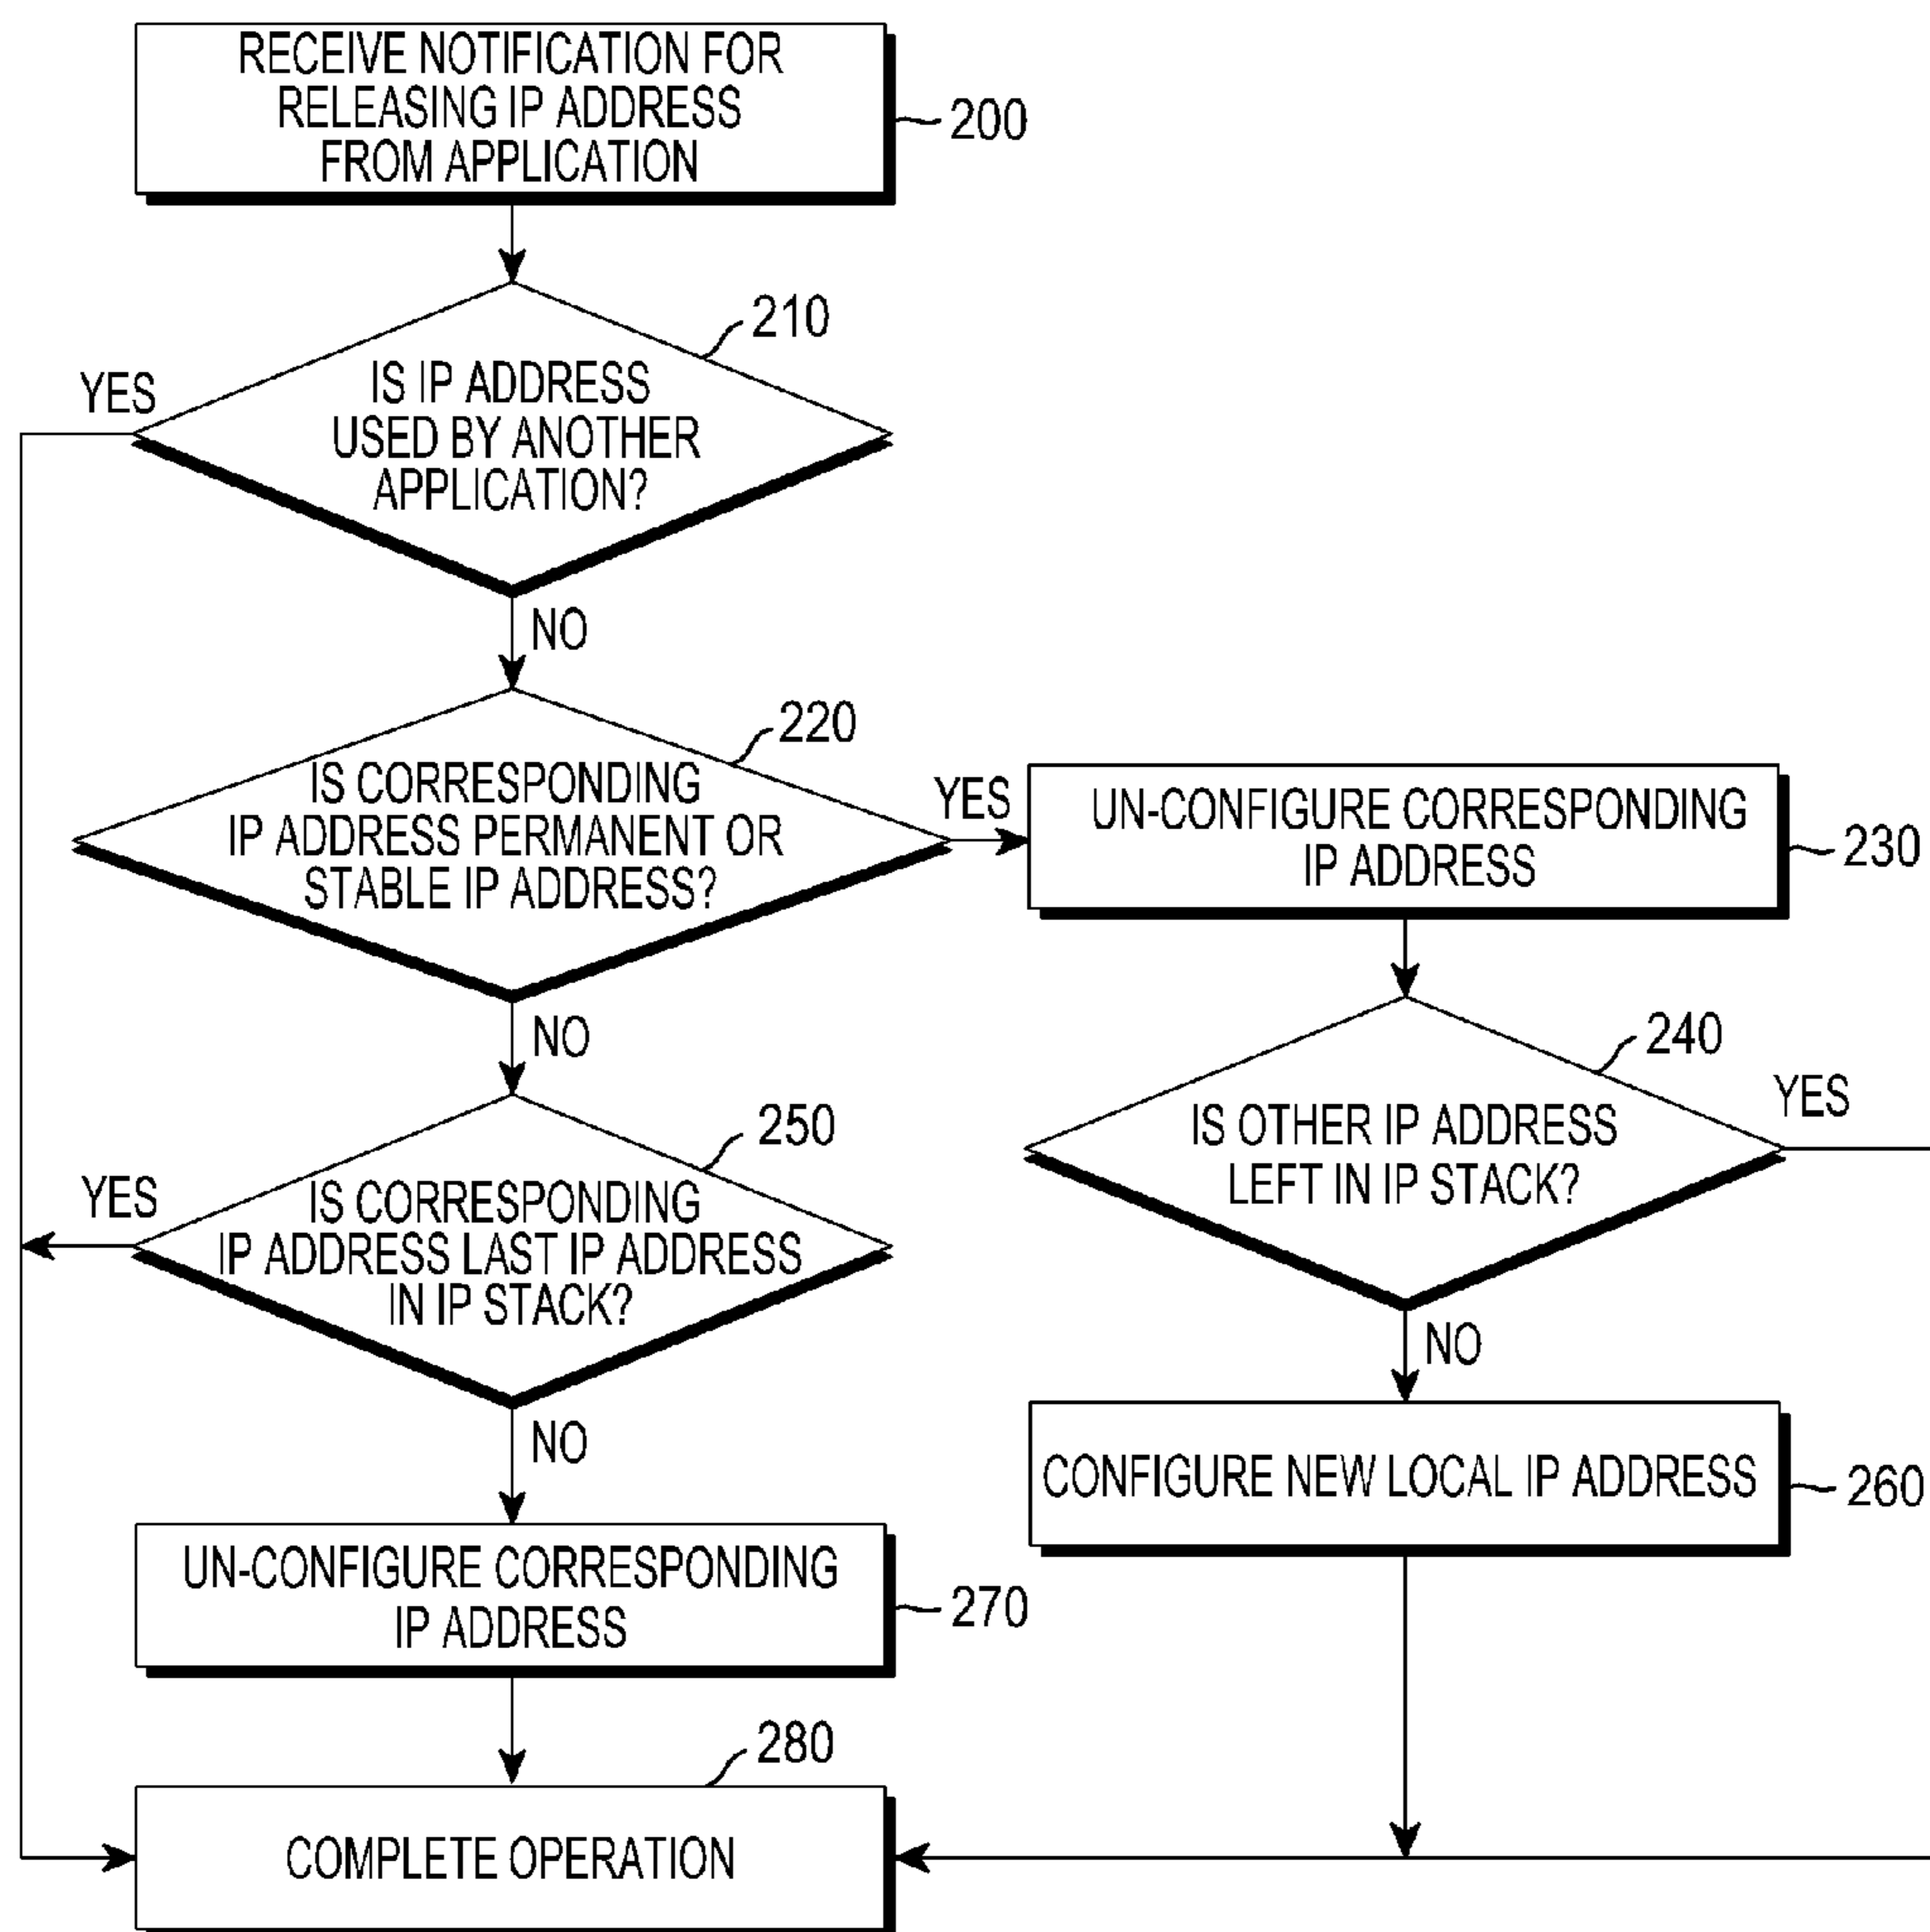 RECEIVE NOTIFICATION FOR
RELEASING IP ADDRESS
FROM APPLICATION
200
210
IS IP ADDRESS
USED BY ANOTHER
APPLICATION?
YES
NO
220
IS CORRESPONDING
IP ADDRESS PERMANENT OR
STABLE IP ADDRESS?
YES
NO
UN-CONFIGURE CORRESPONDING
IP ADDRESS
230
240
IS OTHER IP ADDRESS
LEFT IN IP STACK?
YES
NO
250
IS CORRESPONDING
IP ADDRESS LAST IP ADDRESS
IN IP STACK?
YES
NO
CONFIGURE NEW LOCAL IP ADDRESS
260
UN-CONFIGURE CORRESPONDING
IP ADDRESS
270
280
COMPLETE OPERATION